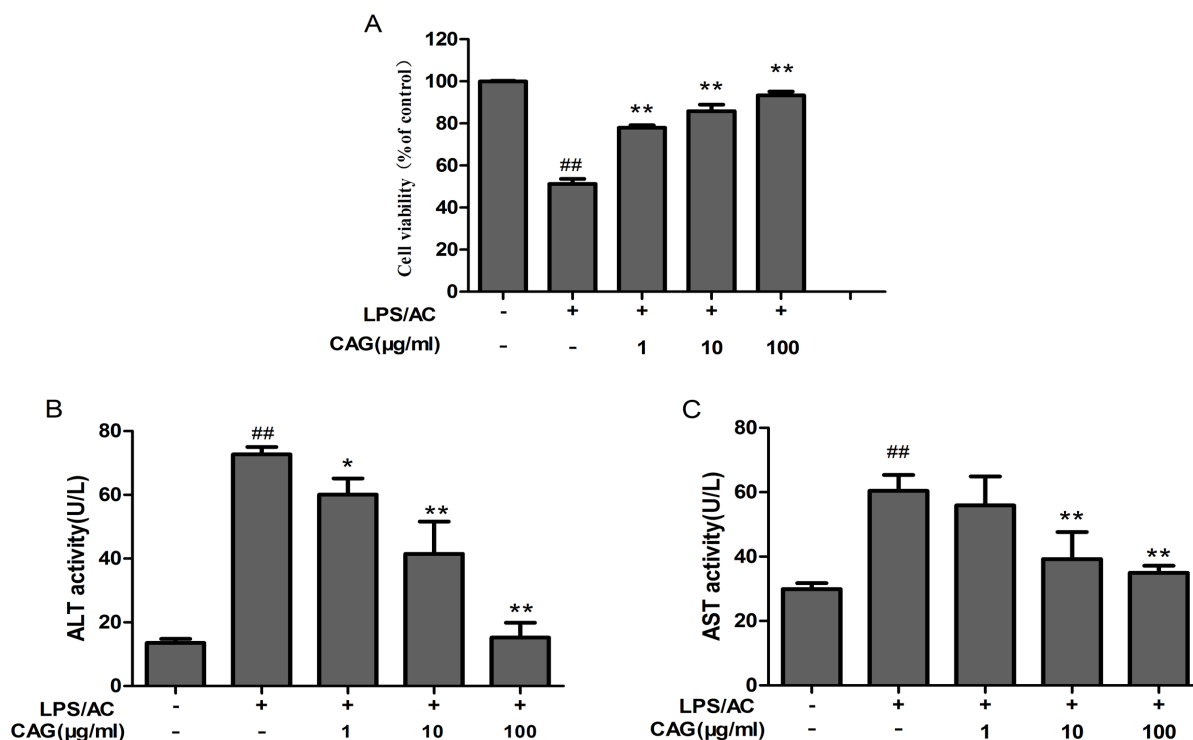 A
120
100
80
60
40
20
0
Cell viability (% of control)
** ** **
##
LPS/AC - + + + +
CAG(μg/ml) - - 1 10 100
B
80
60
40
20
0
ALT activity(U/L)
## * ** **
LPS/AC - + + + +
CAG(μg/ml) - - 1 10 100
C
80
60
40
20
0
AST activity(U/L)
## ** **
LPS/AC - + + + +
CAG(μg/ml) - - 1 10 100